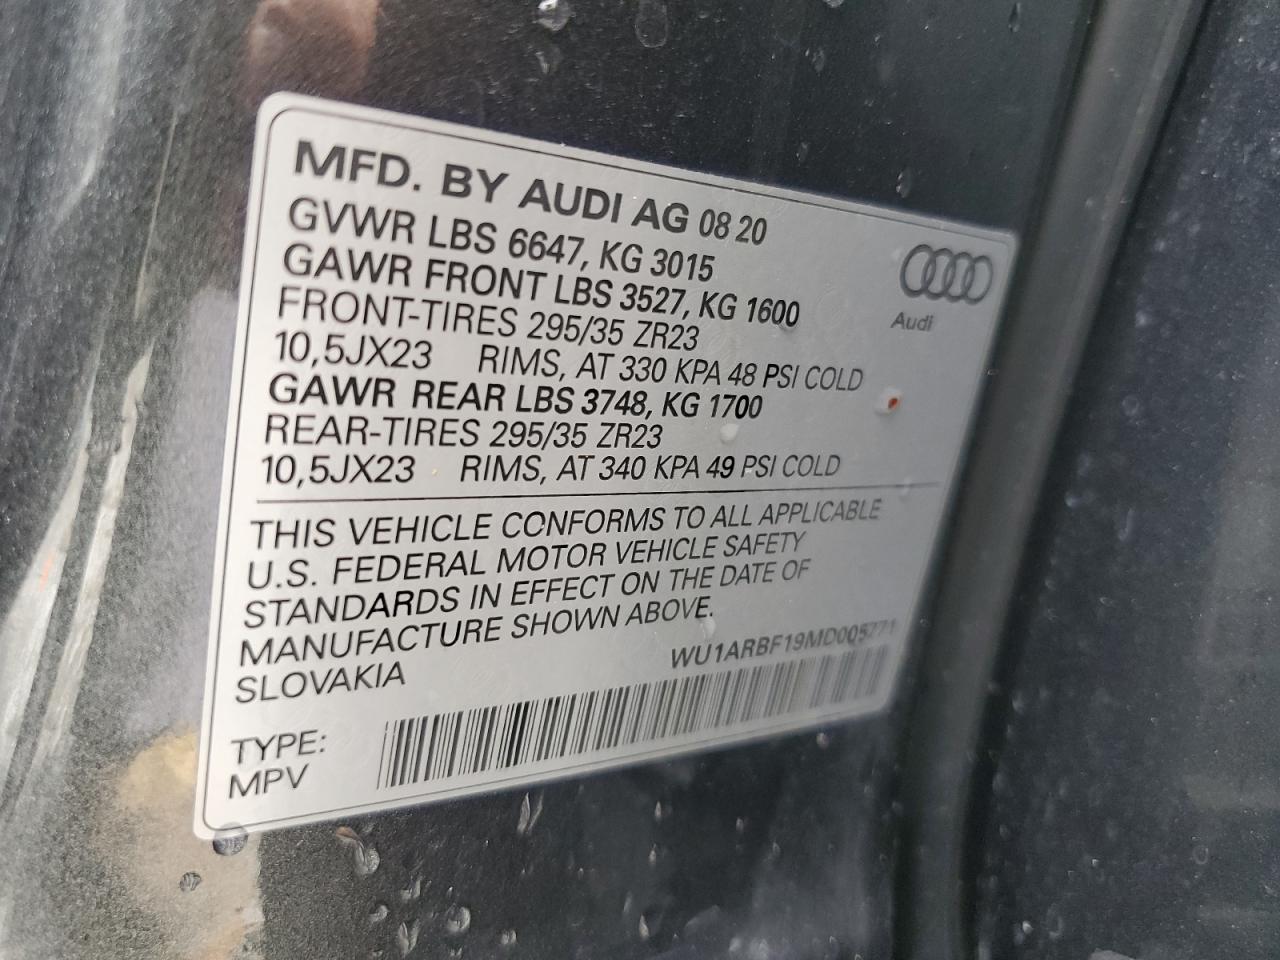 MFD. BY AUDI AG 08 20
GVWR LBS 6647, KG 3015
GAWR FRONT LBS 3527, KG 1600
FRONT-TIRES 295/35 ZR23
10,5JX23 RIMS, AT 330 KPA 48 PSI COLD
GAWR REAR LBS 3748, KG 1700
REAR-TIRES 295/35 ZR23
10,5JX23 RIMS, AT 340 KPA 49 PSI COLD
Audi
THIS VEHICLE CONFORMS TO ALL APPLICABLE
U.S. FEDERAL MOTOR VEHICLE SAFETY
STANDARDS IN EFFECT ON THE DATE OF
MANUFACTURE SHOWN ABOVE.
SLOVAKIA
WU1ARBF19MD005771
TYPE:
MPV